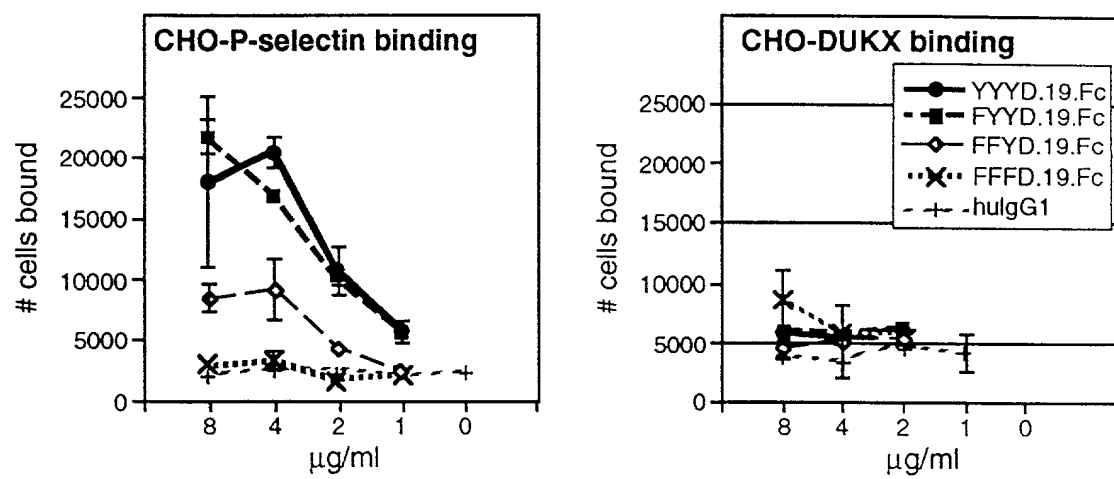 CHO-P-selectin binding
# cells bound
25000
20000
15000
10000
5000
0
8 4 2 1 0
µg/ml
CHO-DUKX binding
YYYD.19.Fc
FYYD.19.Fc
FFYD.19.Fc
FFFD.19.Fc
huIgG1
# cells bound
25000
20000
15000
10000
5000
0
8 4 2 1 0
µg/ml